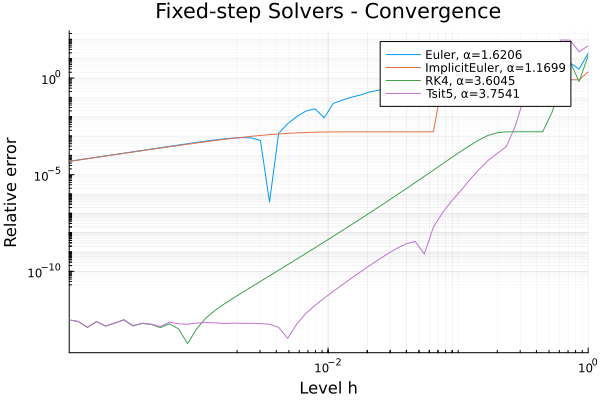 Fixed-step Solvers - Convergence
Euler, α=1.6206
ImplicitEuler, α=1.1699
RK4, α=3.6045
Tsit5, α=3.7541
Relative error
10⁰
10⁻⁵
10⁻¹⁰
10⁻²
10⁰
Level h